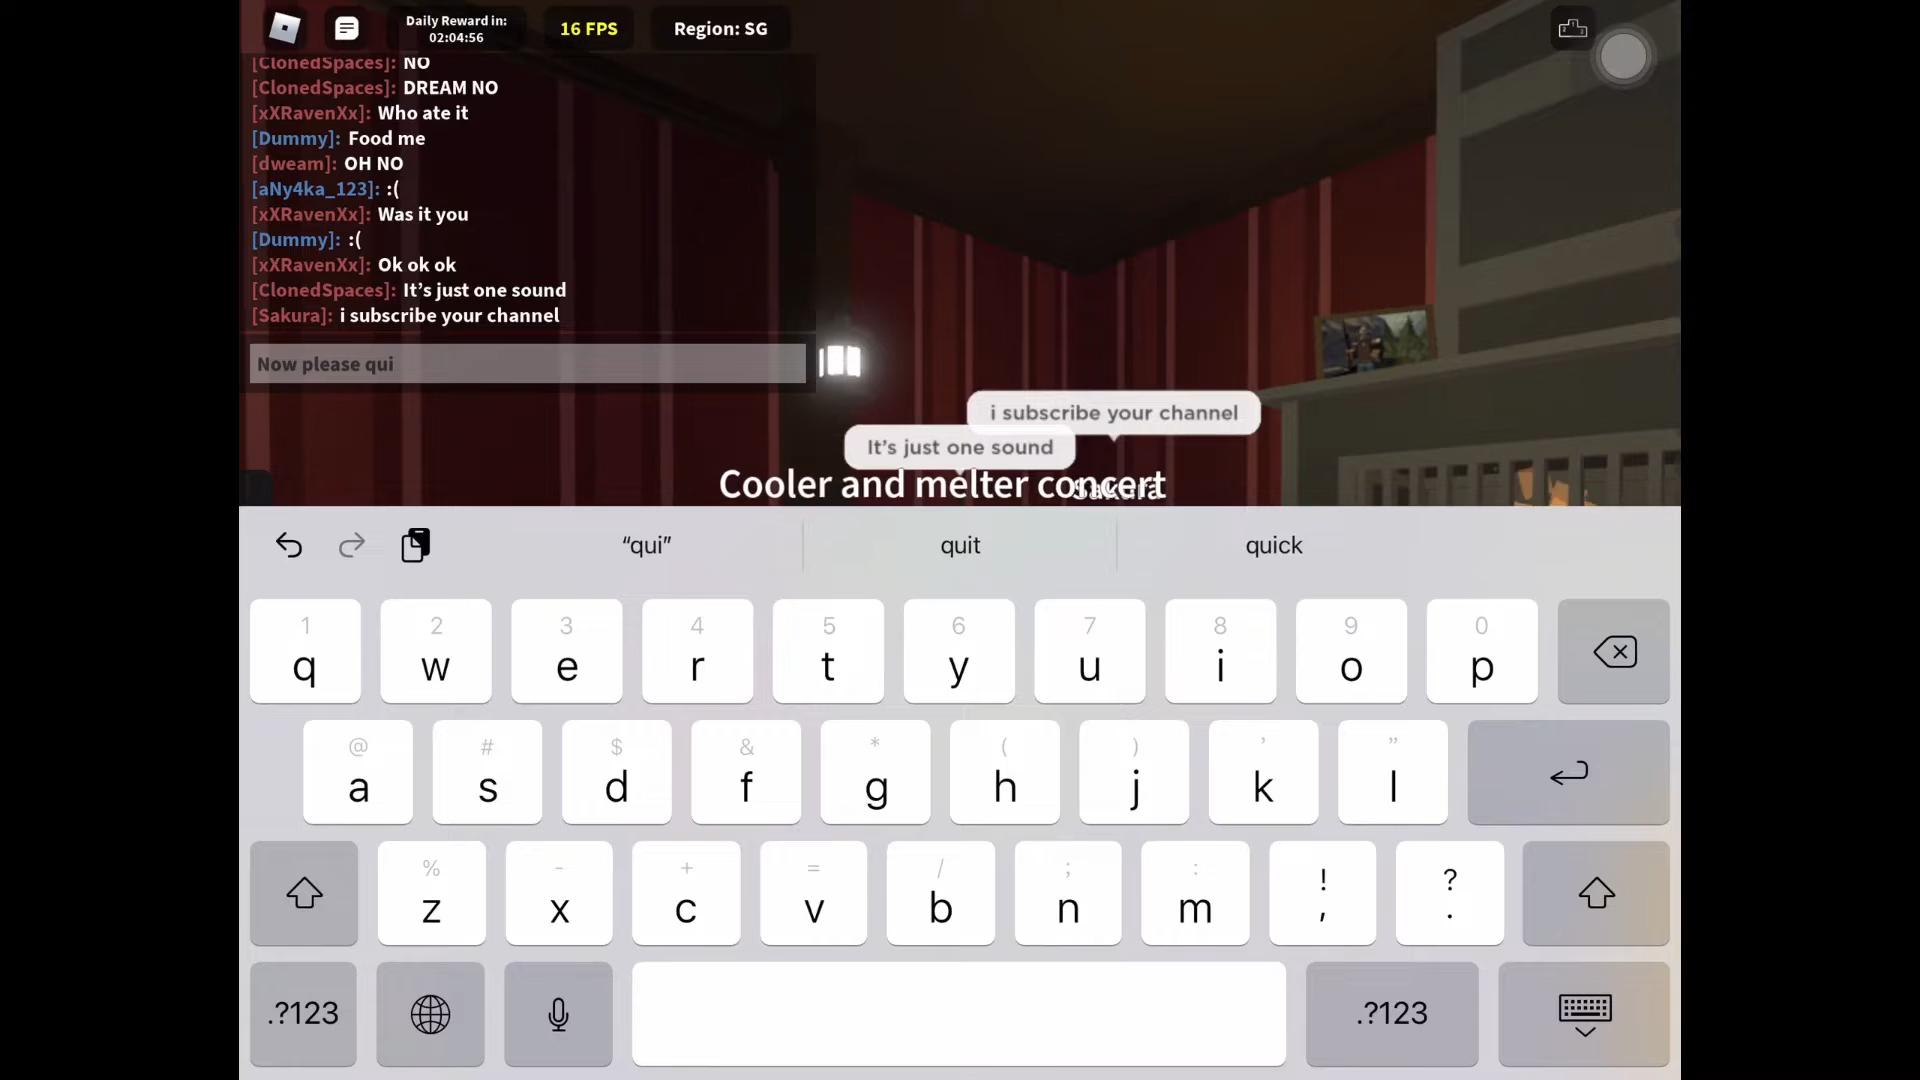 Daily Reward in:
02:04:56
16 FPS
Region: SG
[ClonedSpaces]: NO
[ClonedSpaces]: DREAM NO
[xXRavenXx]: Who ate it
[Dummy]: Food me
[dweam]: OH NO
[aNy4ka_123]: :(
[xXRavenXx]: Was it you
[Dummy]: :(
[xXRavenXx]: Ok ok ok
[ClonedSpaces]: It’s just one sound
[Sakura]: i subscribe your channel
Now please qui
i subscribe your channel
It’s just one sound
Cooler and melter concert
Sakura
“qui” quit quick
1 2 3 4 5 6 7 8 9 0
q w e r t y u i o p
@ # $ & * ( ) ’ ”
a s d f g h j k l
% - + = / ; : ! ?
z x c v b n m , .
.?123 .?123